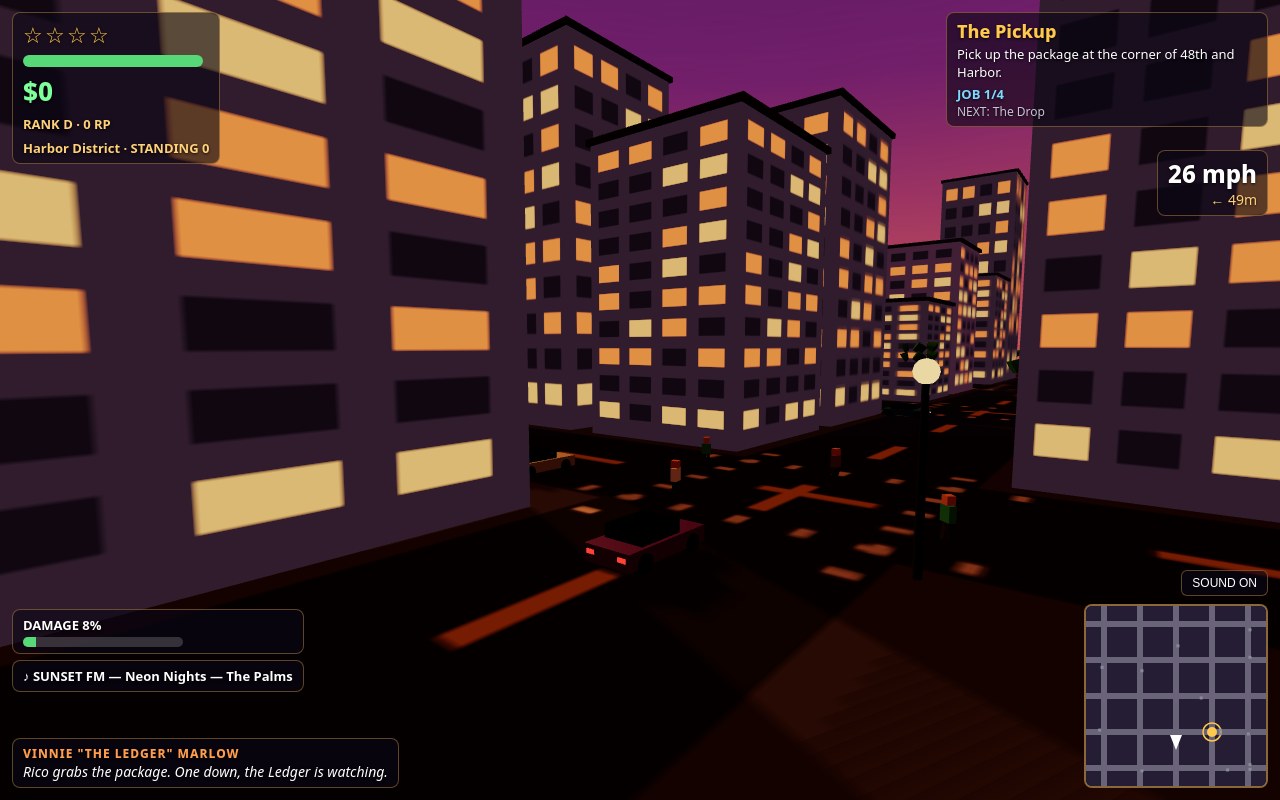 ☆☆☆☆
$0
RANK D · 0 RP
Harbor District · STANDING 0
The Pickup
Pick up the package at the corner of 48th and
Harbor.
JOB 1/4
NEXT: The Drop
26 mph
← 49m
SOUND ON
DAMAGE 8%
♪ SUNSET FM — Neon Nights — The Palms
VINNIE "THE LEDGER" MARLOW
Rico grabs the package. One down, the Ledger is watching.